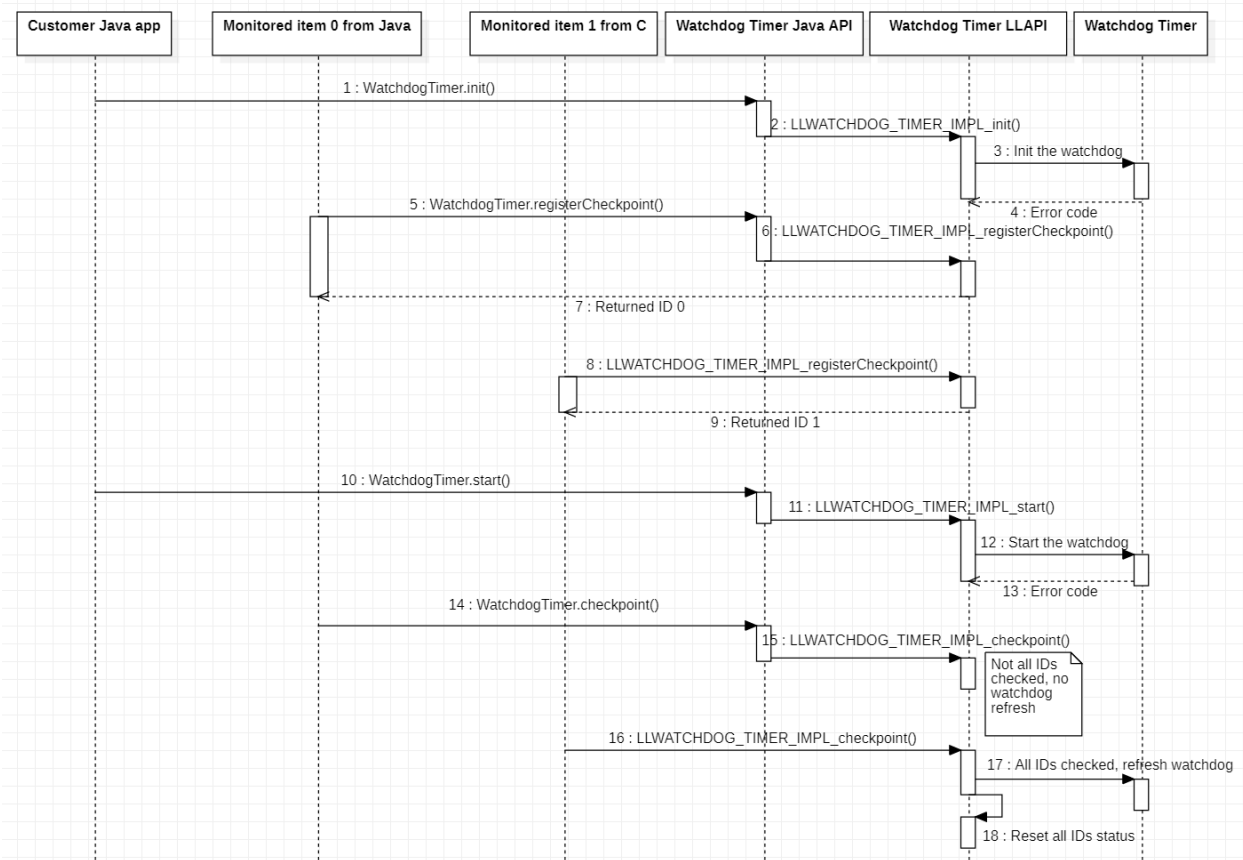 Customer Java app
Monitored item 0 from Java
Monitored item 1 from C
Watchdog Timer Java API
Watchdog Timer LLAPI
Watchdog Timer
1 : WatchdogTimer.init()
2 : LLWATCHDOG_TIMER_IMPL_init()
3 : Init the watchdog
4 : Error code
5 : WatchdogTimer.registerCheckpoint()
6 : LLWATCHDOG_TIMER_IMPL_registerCheckpoint()
7 : Returned ID 0
8 : LLWATCHDOG_TIMER_IMPL_registerCheckpoint()
9 : Returned ID 1
10 : WatchdogTimer.start()
11 : LLWATCHDOG_TIMER_IMPL_start()
12 : Start the watchdog
13 : Error code
14 : WatchdogTimer.checkpoint()
15 : LLWATCHDOG_TIMER_IMPL_checkpoint()
Not all IDs
checked, no
watchdog
refresh
16 : LLWATCHDOG_TIMER_IMPL_checkpoint()
17 : All IDs checked, refresh watchdog
18 : Reset all IDs status